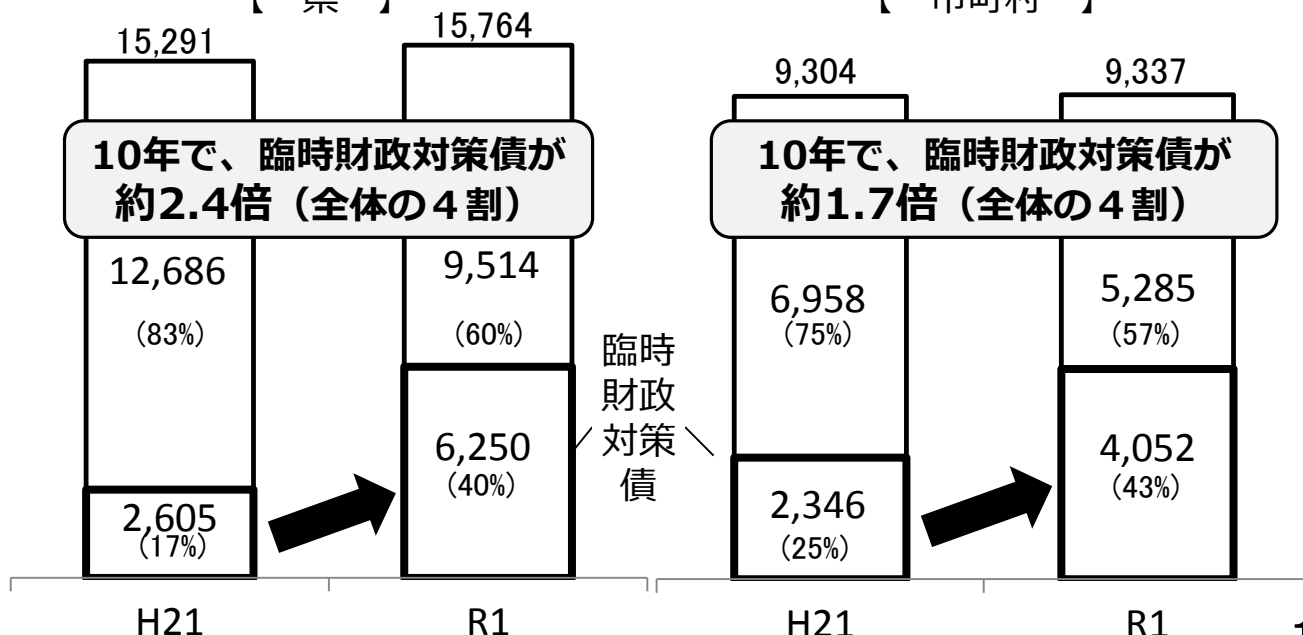 【 県 】
15,291
15,764
10年で、臨時財政対策債が
約2.4倍（全体の４割）
12,686
(83%)
9,514
(60%)
2,605
(17%)
6,250
(40%)
H21
R1
臨時
財政
対策
債
【 市町村 】
9,304
9,337
10年で、臨時財政対策債が
約1.7倍（全体の４割）
6,958
(75%)
5,285
(57%)
2,346
(25%)
4,052
(43%)
H21
R1